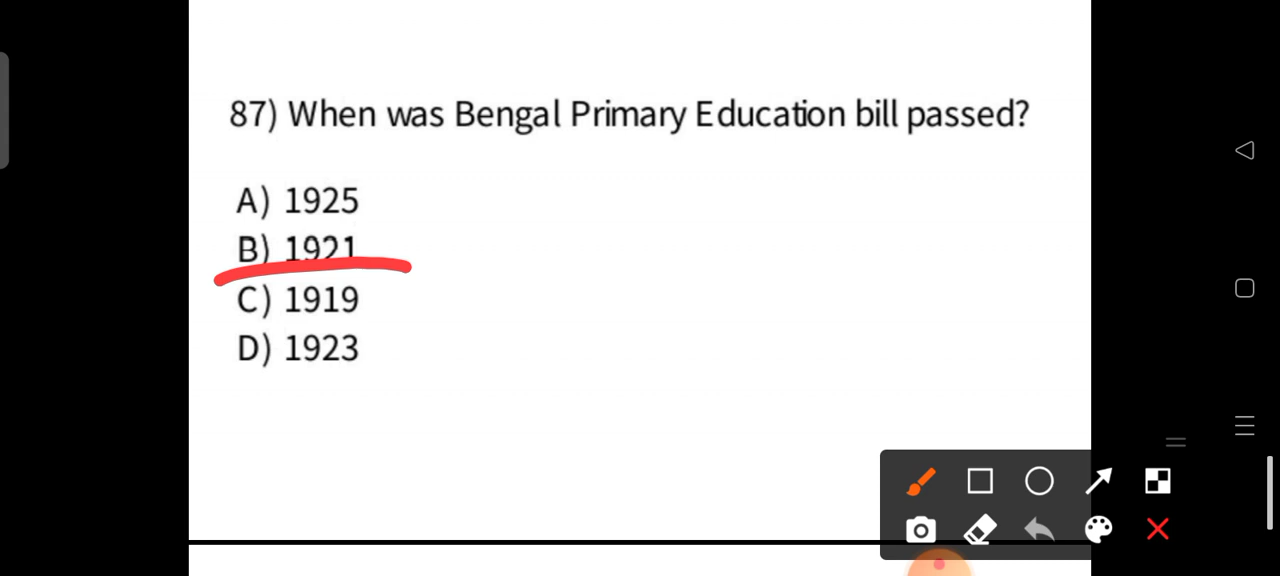 87) When was Bengal Primary Education bill passed?
A) 1925
B) 1921
C) 1919
D) 1923